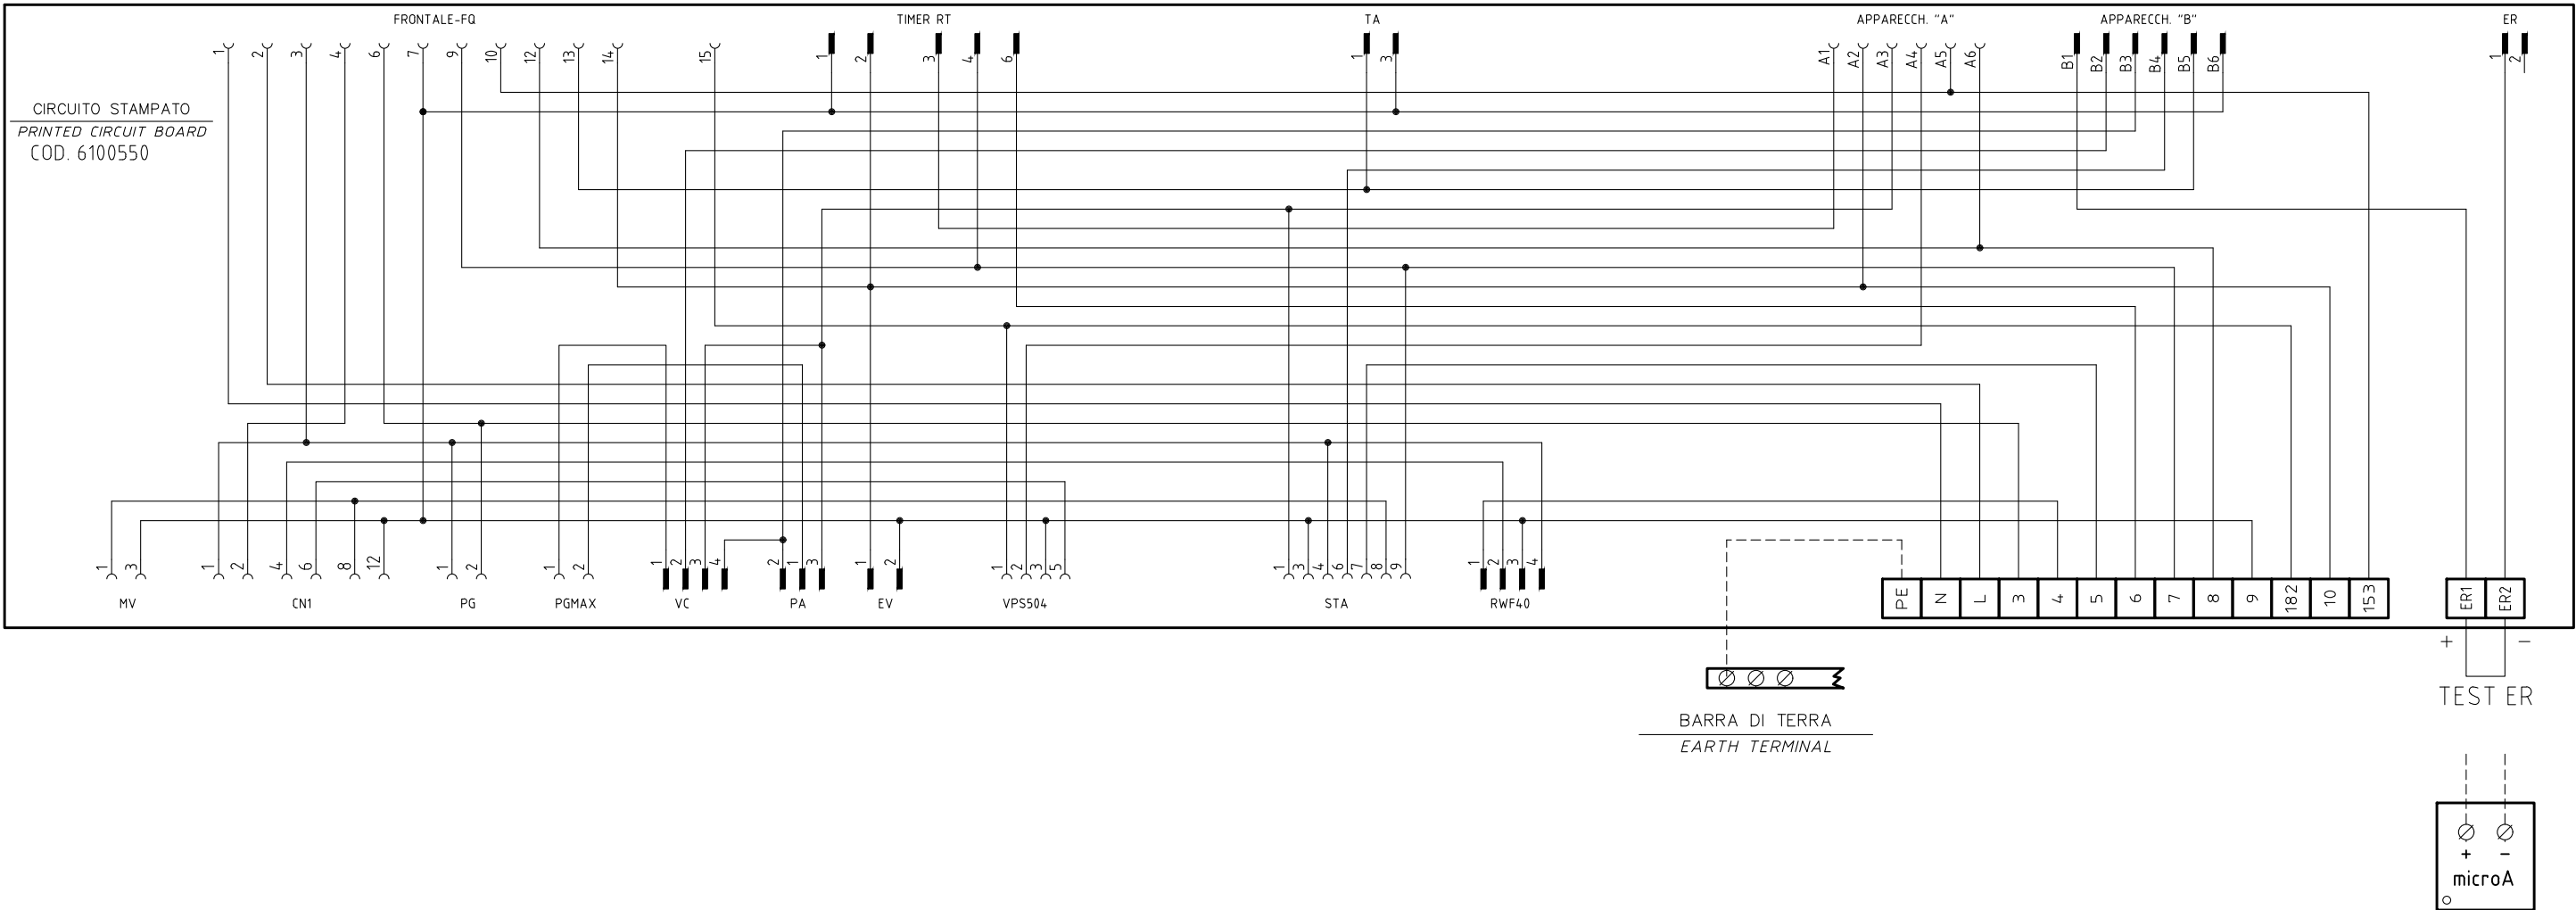 FRONTALE-FQ TIMER RT TA APPARECCH. "A" APPARECCH. "B" ER
1 2 3 4 6 7 9 10 12 13 14 15 1 2 3 4 6 1 3 A1 A2 A3 A4 A5 A6 B1 B2 B3 B4 B5 B6 1 2
CIRCUITO STAMPATO
PRINTED CIRCUIT BOARD
COD. 6100550
1 3 1 2 4 6 8 12 1 2 1 2 1 2 3 4 2 1 3 1 2 1 2 3 5 1 3 4 6 7 8 9 1 2 3 4
PE N L 3 4 5 6 7 8 9 182 10 153 ER1 ER2
MV CN1 PG PGMAX VC PA EV VPS504 STA RWF40
+ −
TEST ER
BARRA DI TERRA
EARTH TERMINAL
+ −
microA